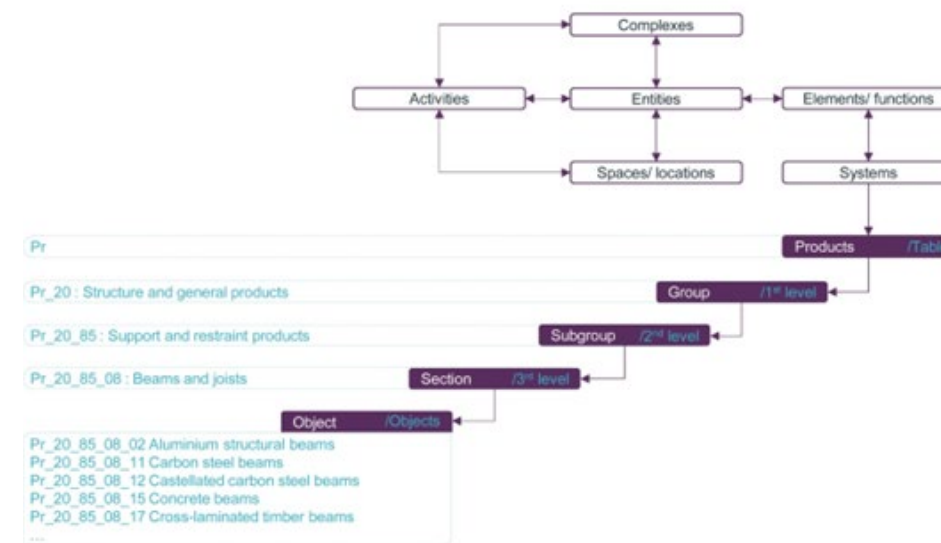 Complexes
Activities
Entities
Elements/ functions
Spaces/ locations
Systems
Pr
Products /Tabl
Pr_20 : Structure and general products
Group /1st level
Pr_20_85 : Support and restraint products
Subgroup /2nd level
Pr_20_85_08 : Beams and joists
Section /3rd level
Object /Objects
Pr_20_85_08_02 Aluminium structural beams
Pr_20_85_08_11 Carbon steel beams
Pr_20_85_08_12 Castellated carbon steel beams
Pr_20_85_08_15 Concrete beams
Pr_20_85_08_17 Cross-laminated timber beams
...